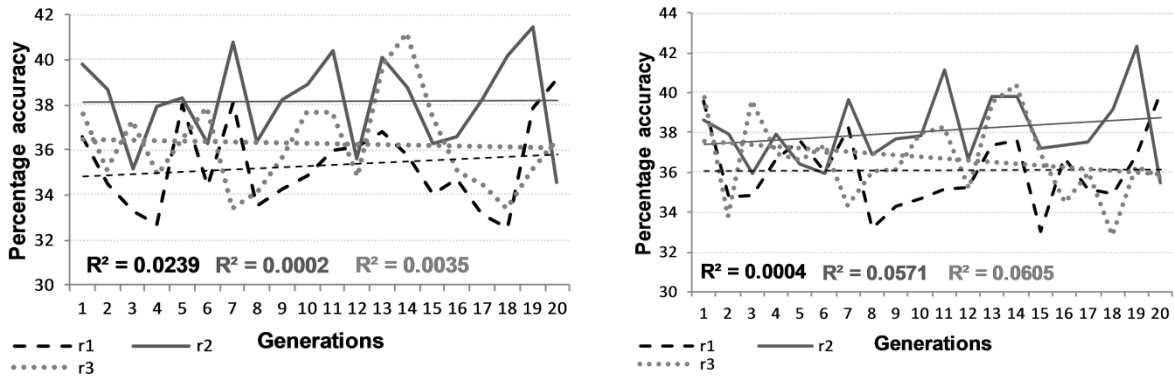 Percentage accuracy
42
40
38
36
34
32
30
R² = 0.0239 R² = 0.0002 R² = 0.0035
1 2 3 4 5 6 7 8 9 10 11 12 13 14 15 16 17 18 19 20
Generations
r1 r2
r3
Percentage accuracy
44
42
40
38
36
34
32
30
R² = 0.0004 R² = 0.0571 R² = 0.0605
1 2 3 4 5 6 7 8 9 10 11 12 13 14 15 16 17 18 19 20
Generations
r1 r2
r3